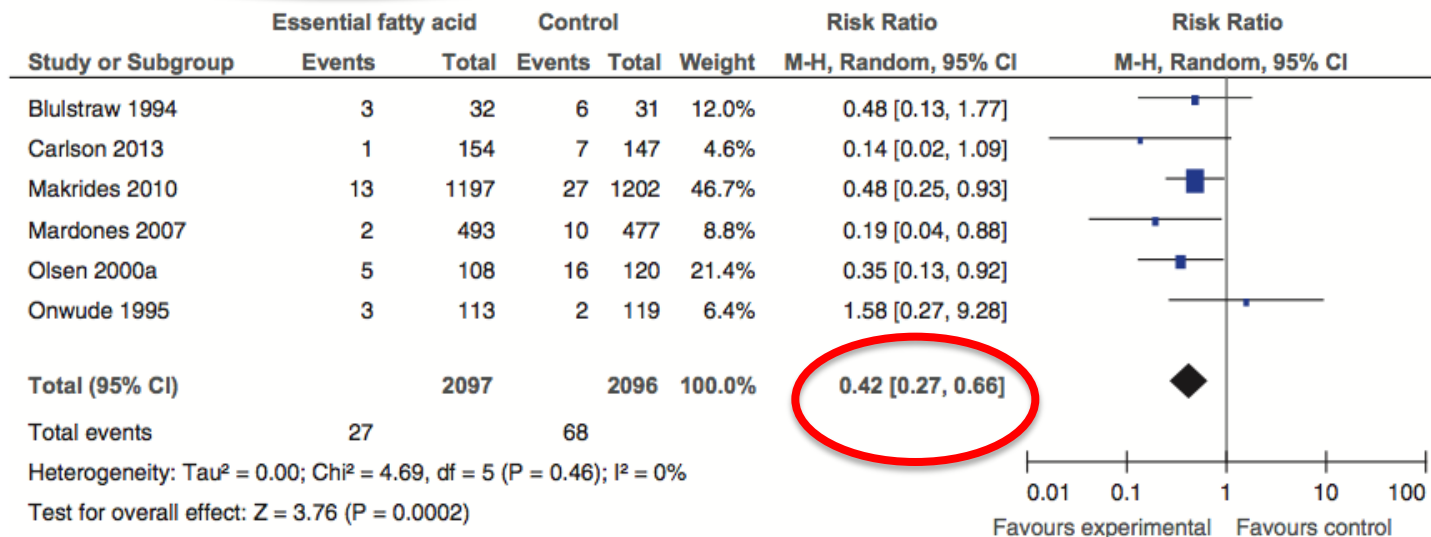 Essential fatty acid Control Risk Ratio Risk Ratio
Study or Subgroup Events Total Events Total Weight M-H, Random, 95% CI M-H, Random, 95% CI
Blulstraw 1994 3 32 6 31 12.0% 0.48 [0.13, 1.77]
Carlson 2013 1 154 7 147 4.6% 0.14 [0.02, 1.09]
Makrides 2010 13 1197 27 1202 46.7% 0.48 [0.25, 0.93]
Mardones 2007 2 493 10 477 8.8% 0.19 [0.04, 0.88]
Olsen 2000a 5 108 16 120 21.4% 0.35 [0.13, 0.92]
Onwude 1995 3 113 2 119 6.4% 1.58 [0.27, 9.28]
Total (95% CI) 2097 2096 100.0% 0.42 [0.27, 0.66]
Total events 27 68
Heterogeneity: Tau² = 0.00; Chi² = 4.69, df = 5 (P = 0.46); I² = 0%
Test for overall effect: Z = 3.76 (P = 0.0002)
0.01 0.1 1 10 100
Favours experimental Favours control